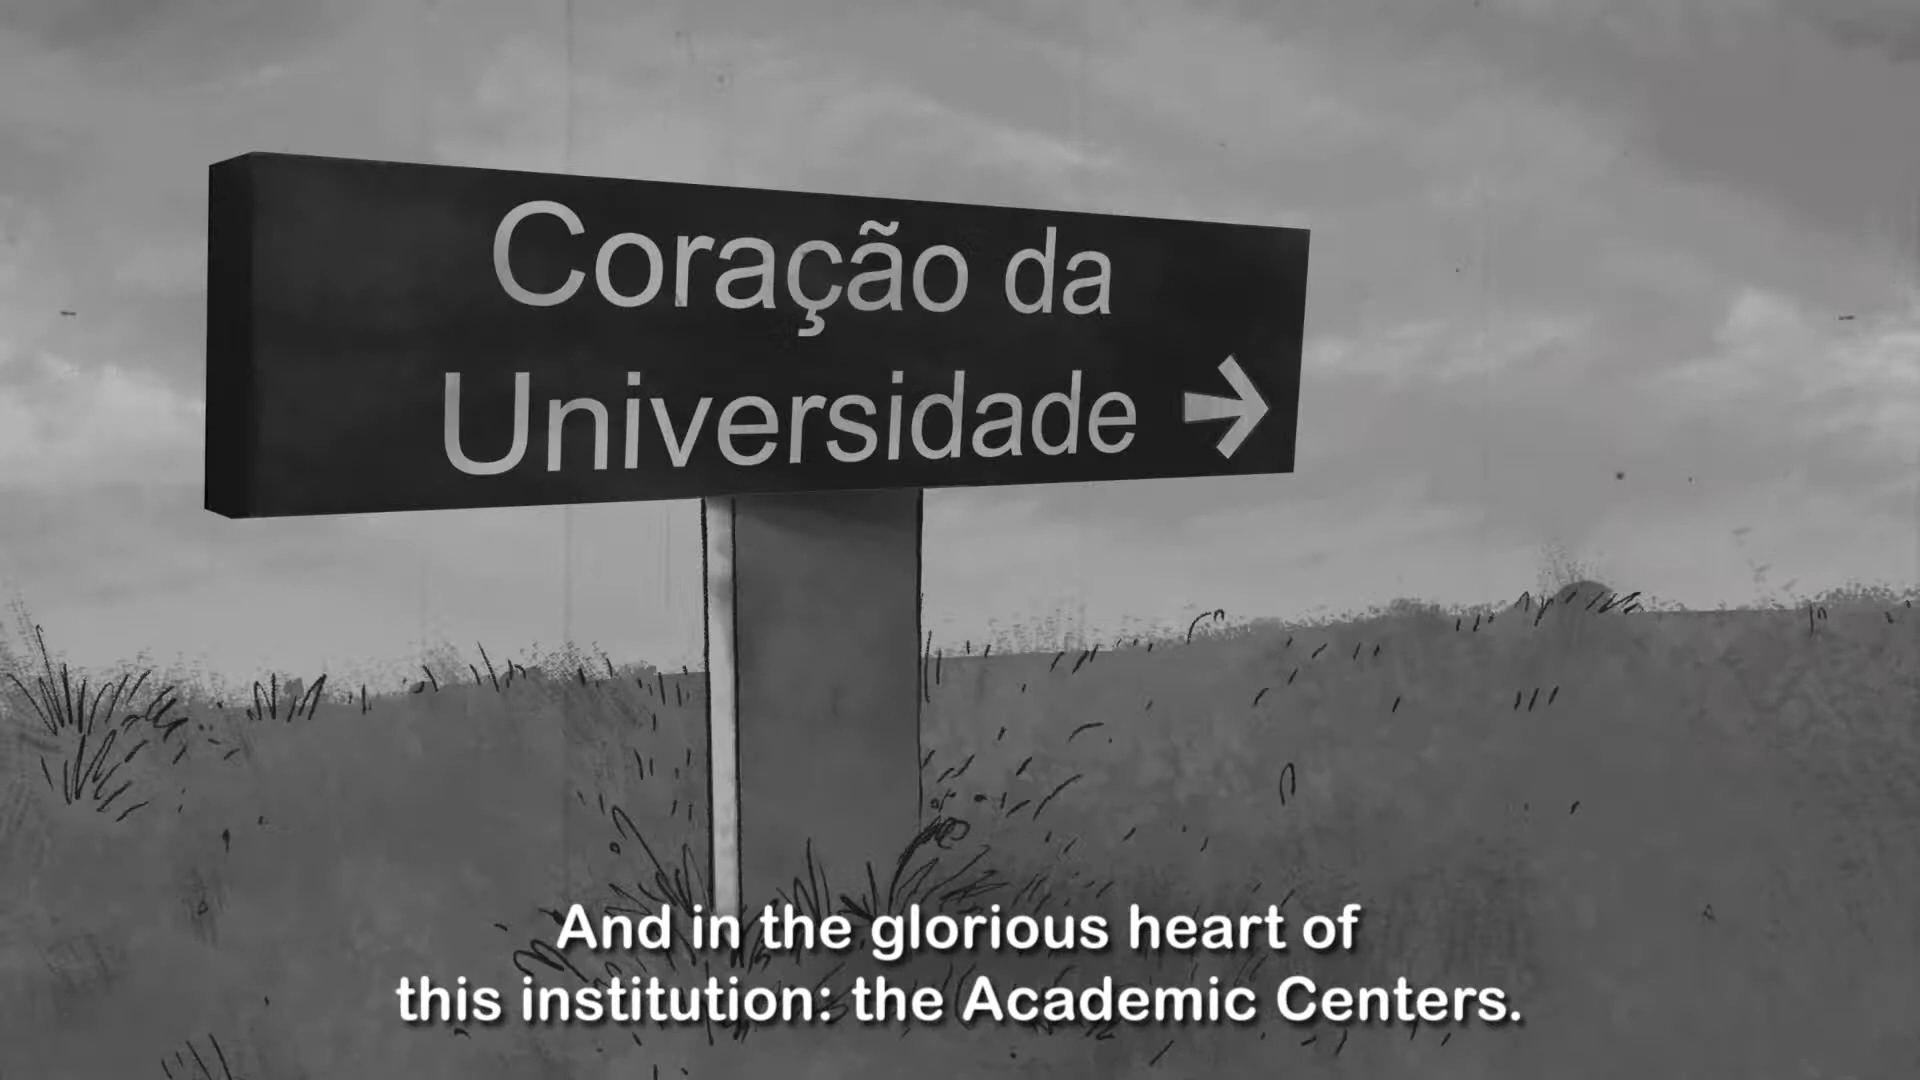 Coração da
Universidade →
And in the glorious heart of
this institution: the Academic Centers.